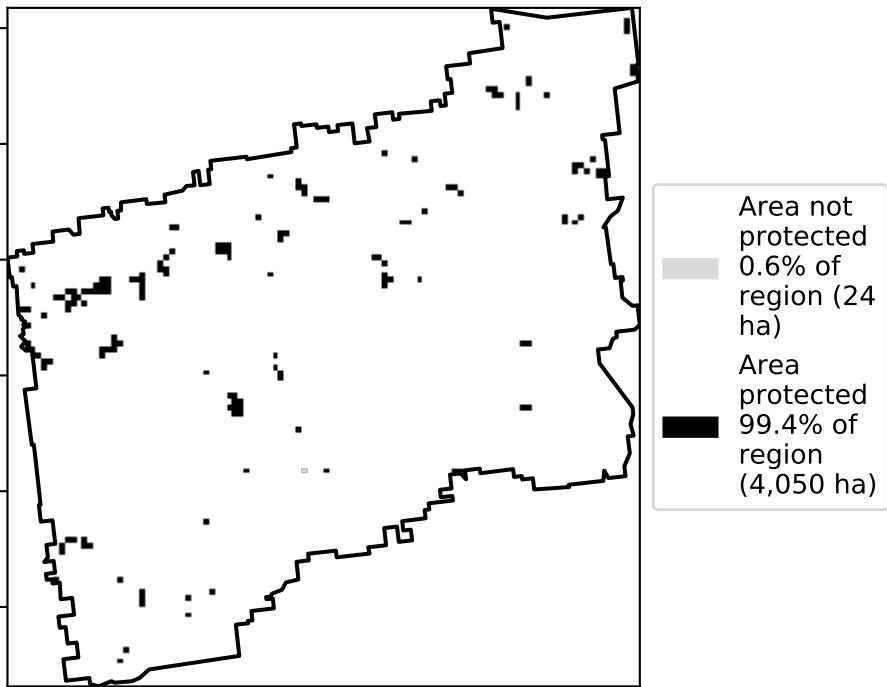 Area not
protected
0.6% of
region (24
ha)
Area
protected
99.4% of
region
(4,050 ha)